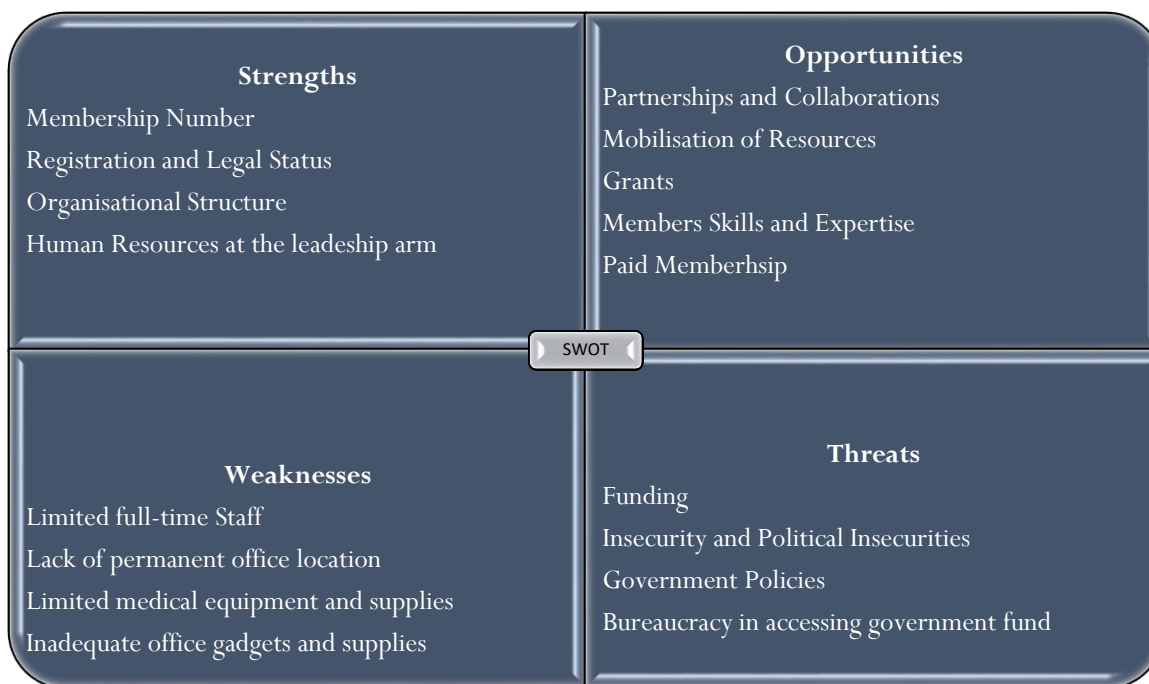 Strengths
Membership Number
Registration and Legal Status
Organisational Structure
Human Resources at the leadeship arm
Opportunities
Partnerships and Collaborations
Mobilisation of Resources
Grants
Members Skills and Expertise
Paid Memberhsip
SWOT
Weaknesses
Limited full-time Staff
Lack of permanent office location
Limited medical equipment and supplies
Inadequate office gadgets and supplies
Threats
Funding
Insecurity and Political Insecurities
Government Policies
Bureaucracy in accessing government fund